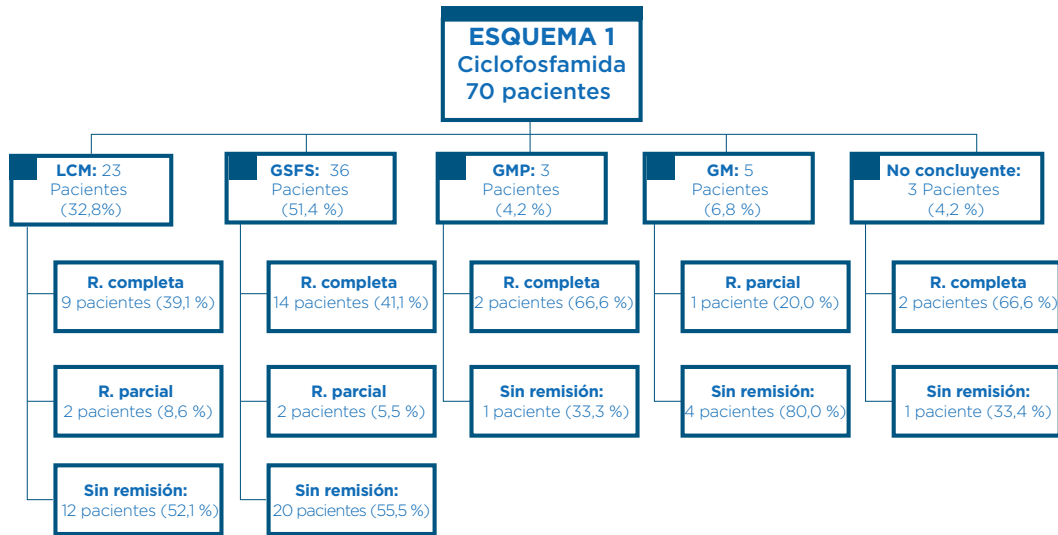 ESQUEMA 1
Ciclofosfamida
70 pacientes
LCM: 23
Pacientes
(32,8%)
GSFS: 36
Pacientes
(51,4 %)
GMP: 3
Pacientes
(4,2 %)
GM: 5
Pacientes
(6,8 %)
No concluyente:
3 Pacientes
(4,2 %)
R. completa
9 pacientes (39,1 %)
R. completa
14 pacientes (41,1 %)
R. completa
2 pacientes (66,6 %)
R. parcial
1 paciente (20,0 %)
R. completa
2 pacientes (66,6 %)
R. parcial
2 pacientes (8,6 %)
R. parcial
2 pacientes (5,5 %)
Sin remisión:
1 paciente (33,3 %)
Sin remisión:
4 pacientes (80,0 %)
Sin remisión:
1 paciente (33,4 %)
Sin remisión:
12 pacientes (52,1 %)
Sin remisión:
20 pacientes (55,5 %)